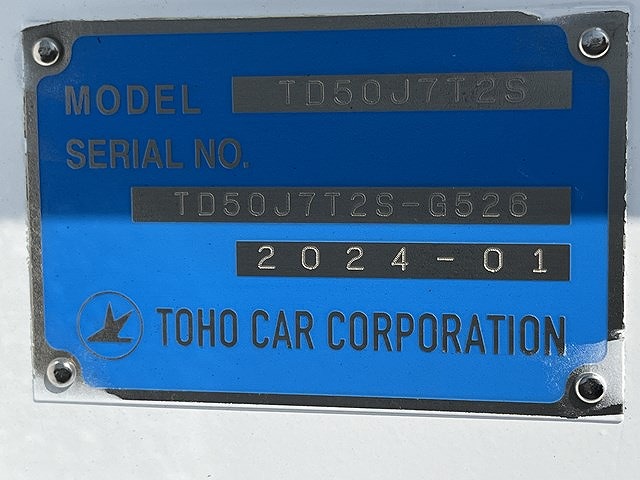 MODEL TD50J7T2S
SERIAL NO.
TD50J7T2S-G526
2024-01
TOHO CAR CORPORATION